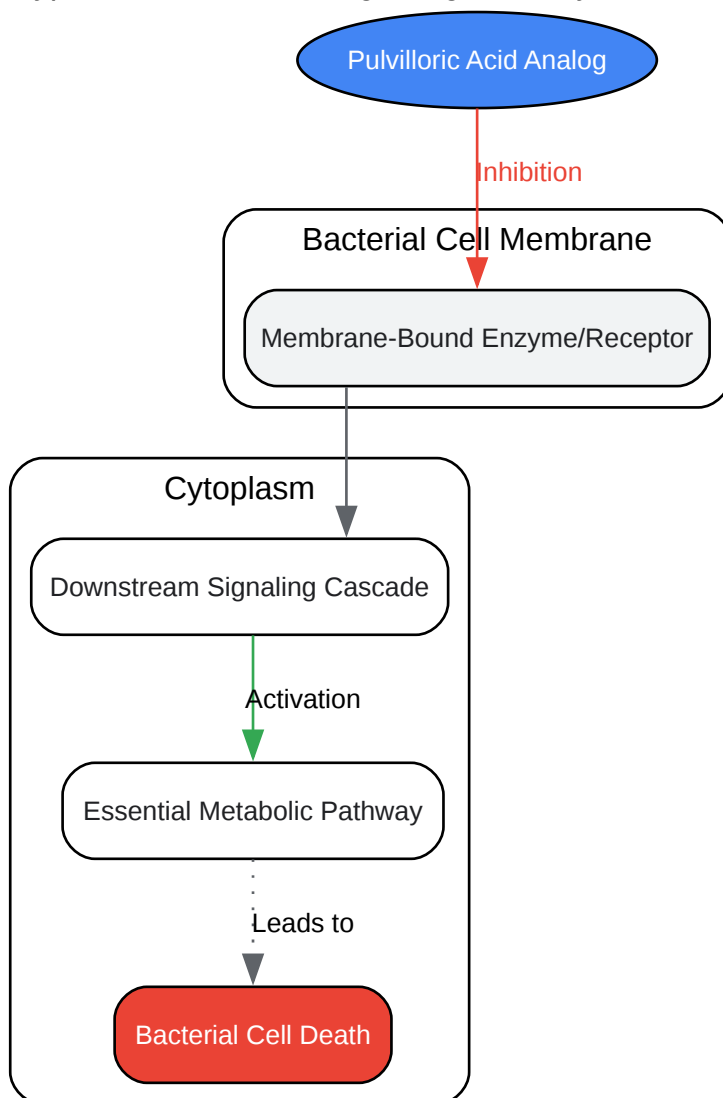 Pulvilloric Acid Analog
Inhibition
Bacterial Cell Membrane
Membrane-Bound Enzyme/Receptor
Cytoplasm
Downstream Signaling Cascade
Activation
Essential Metabolic Pathway
Leads to
Bacterial Cell Death